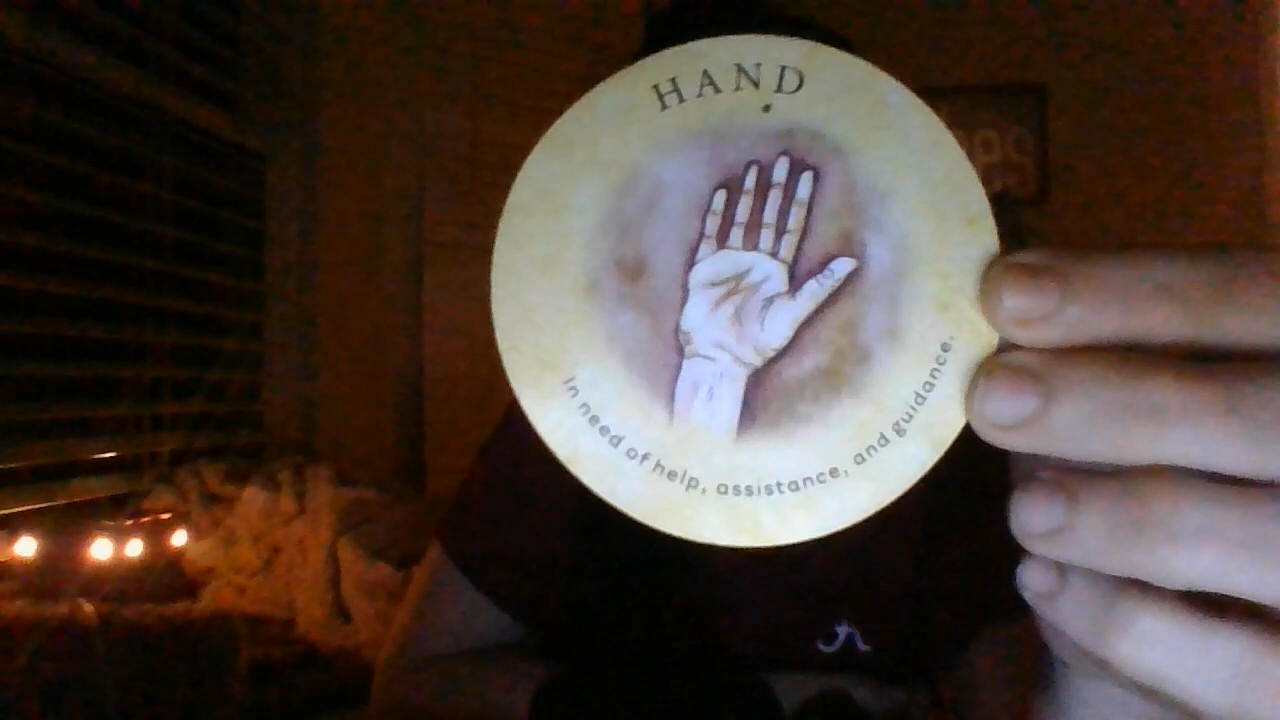 HAND
In need of help, assistance, and guidance.